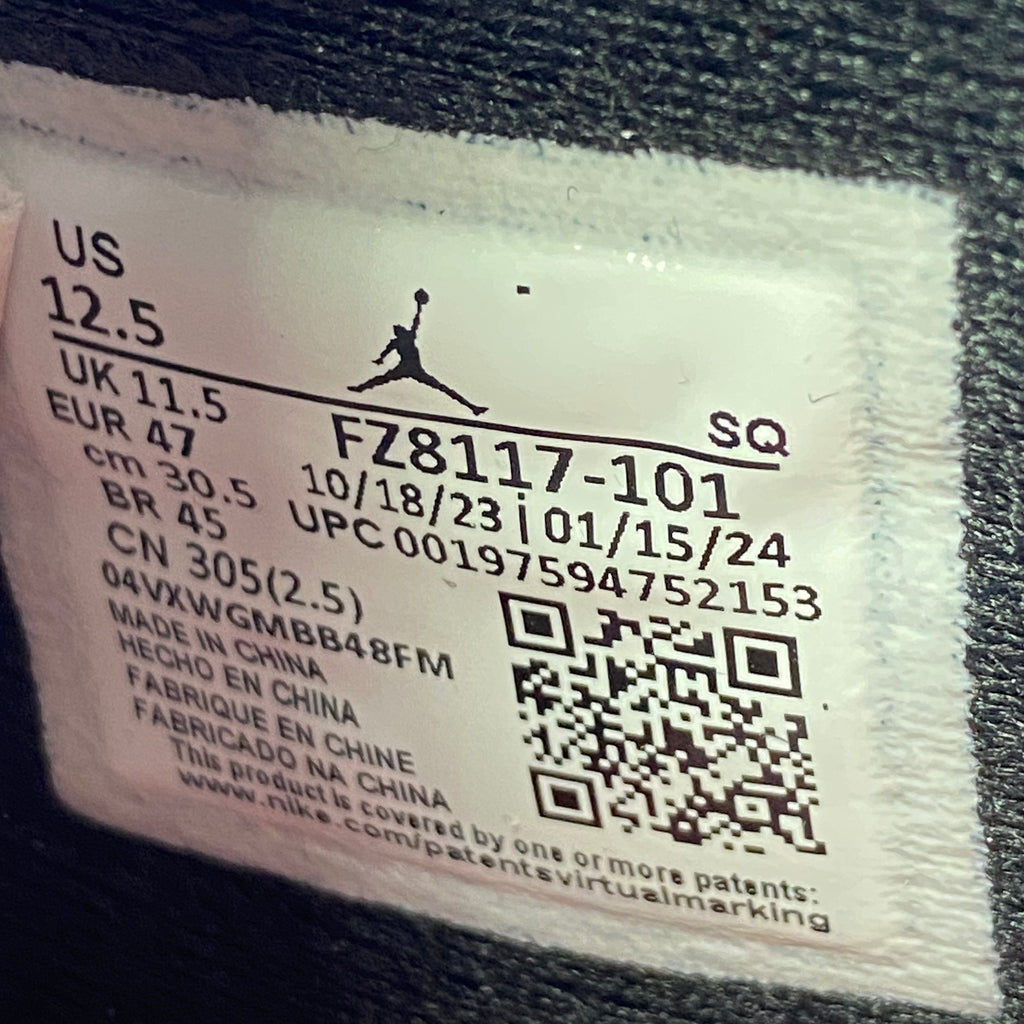 US
12.5
SQ
UK 11.5
FZ8117-101
EUR 47
10/18/23 | 01/15/24
cm 30.5
UPC 00197594752153
BR 45
CN 305(2.5)
04VXWGMBB48FM
MADE IN CHINA
HECHO EN CHINA
FABRIQUE EN CHINE
FABRICADO NA CHINA
This product is covered by one or more patents:
www.nike.com/patentsvirtualmarking